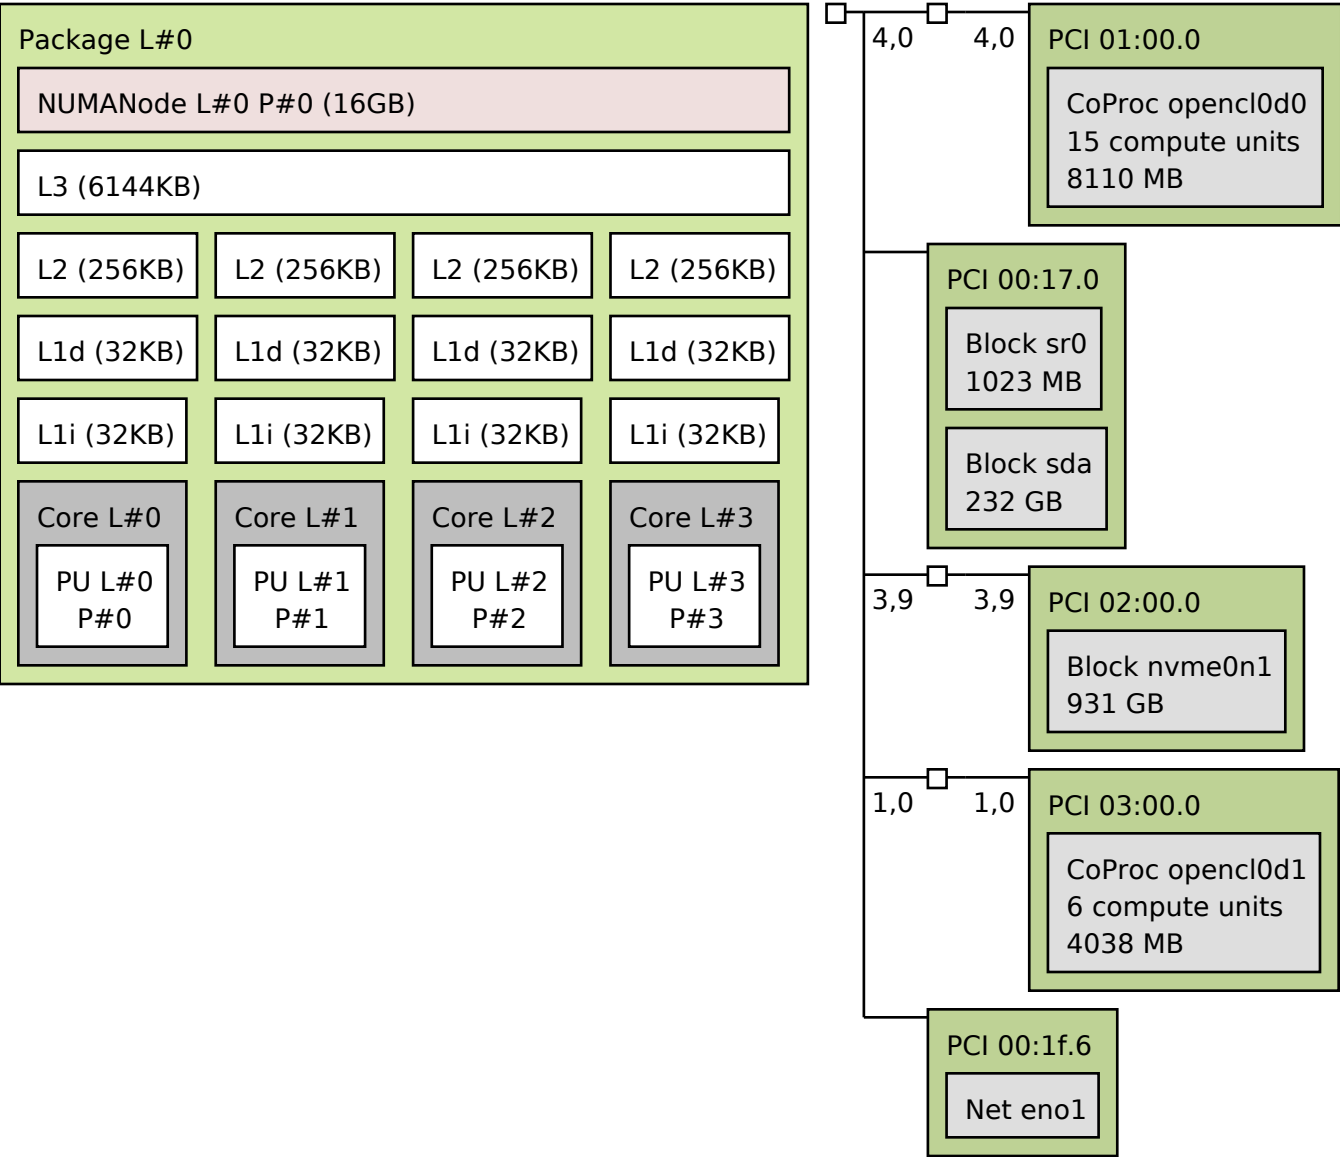 Package L#0
NUMANode L#0 P#0 (16GB)
L3 (6144KB)
L2 (256KB) L2 (256KB) L2 (256KB) L2 (256KB)
L1d (32KB) L1d (32KB) L1d (32KB) L1d (32KB)
L1i (32KB) L1i (32KB) L1i (32KB) L1i (32KB)
Core L#0 Core L#1 Core L#2 Core L#3
PU L#0 PU L#1 PU L#2 PU L#3
P#0 P#1 P#2 P#3
4,0 4,0
PCI 01:00.0
CoProc opencl0d0
15 compute units
8110 MB
PCI 00:17.0
Block sr0
1023 MB
Block sda
232 GB
3,9 3,9
PCI 02:00.0
Block nvme0n1
931 GB
1,0 1,0
PCI 03:00.0
CoProc opencl0d1
6 compute units
4038 MB
PCI 00:1f.6
Net eno1